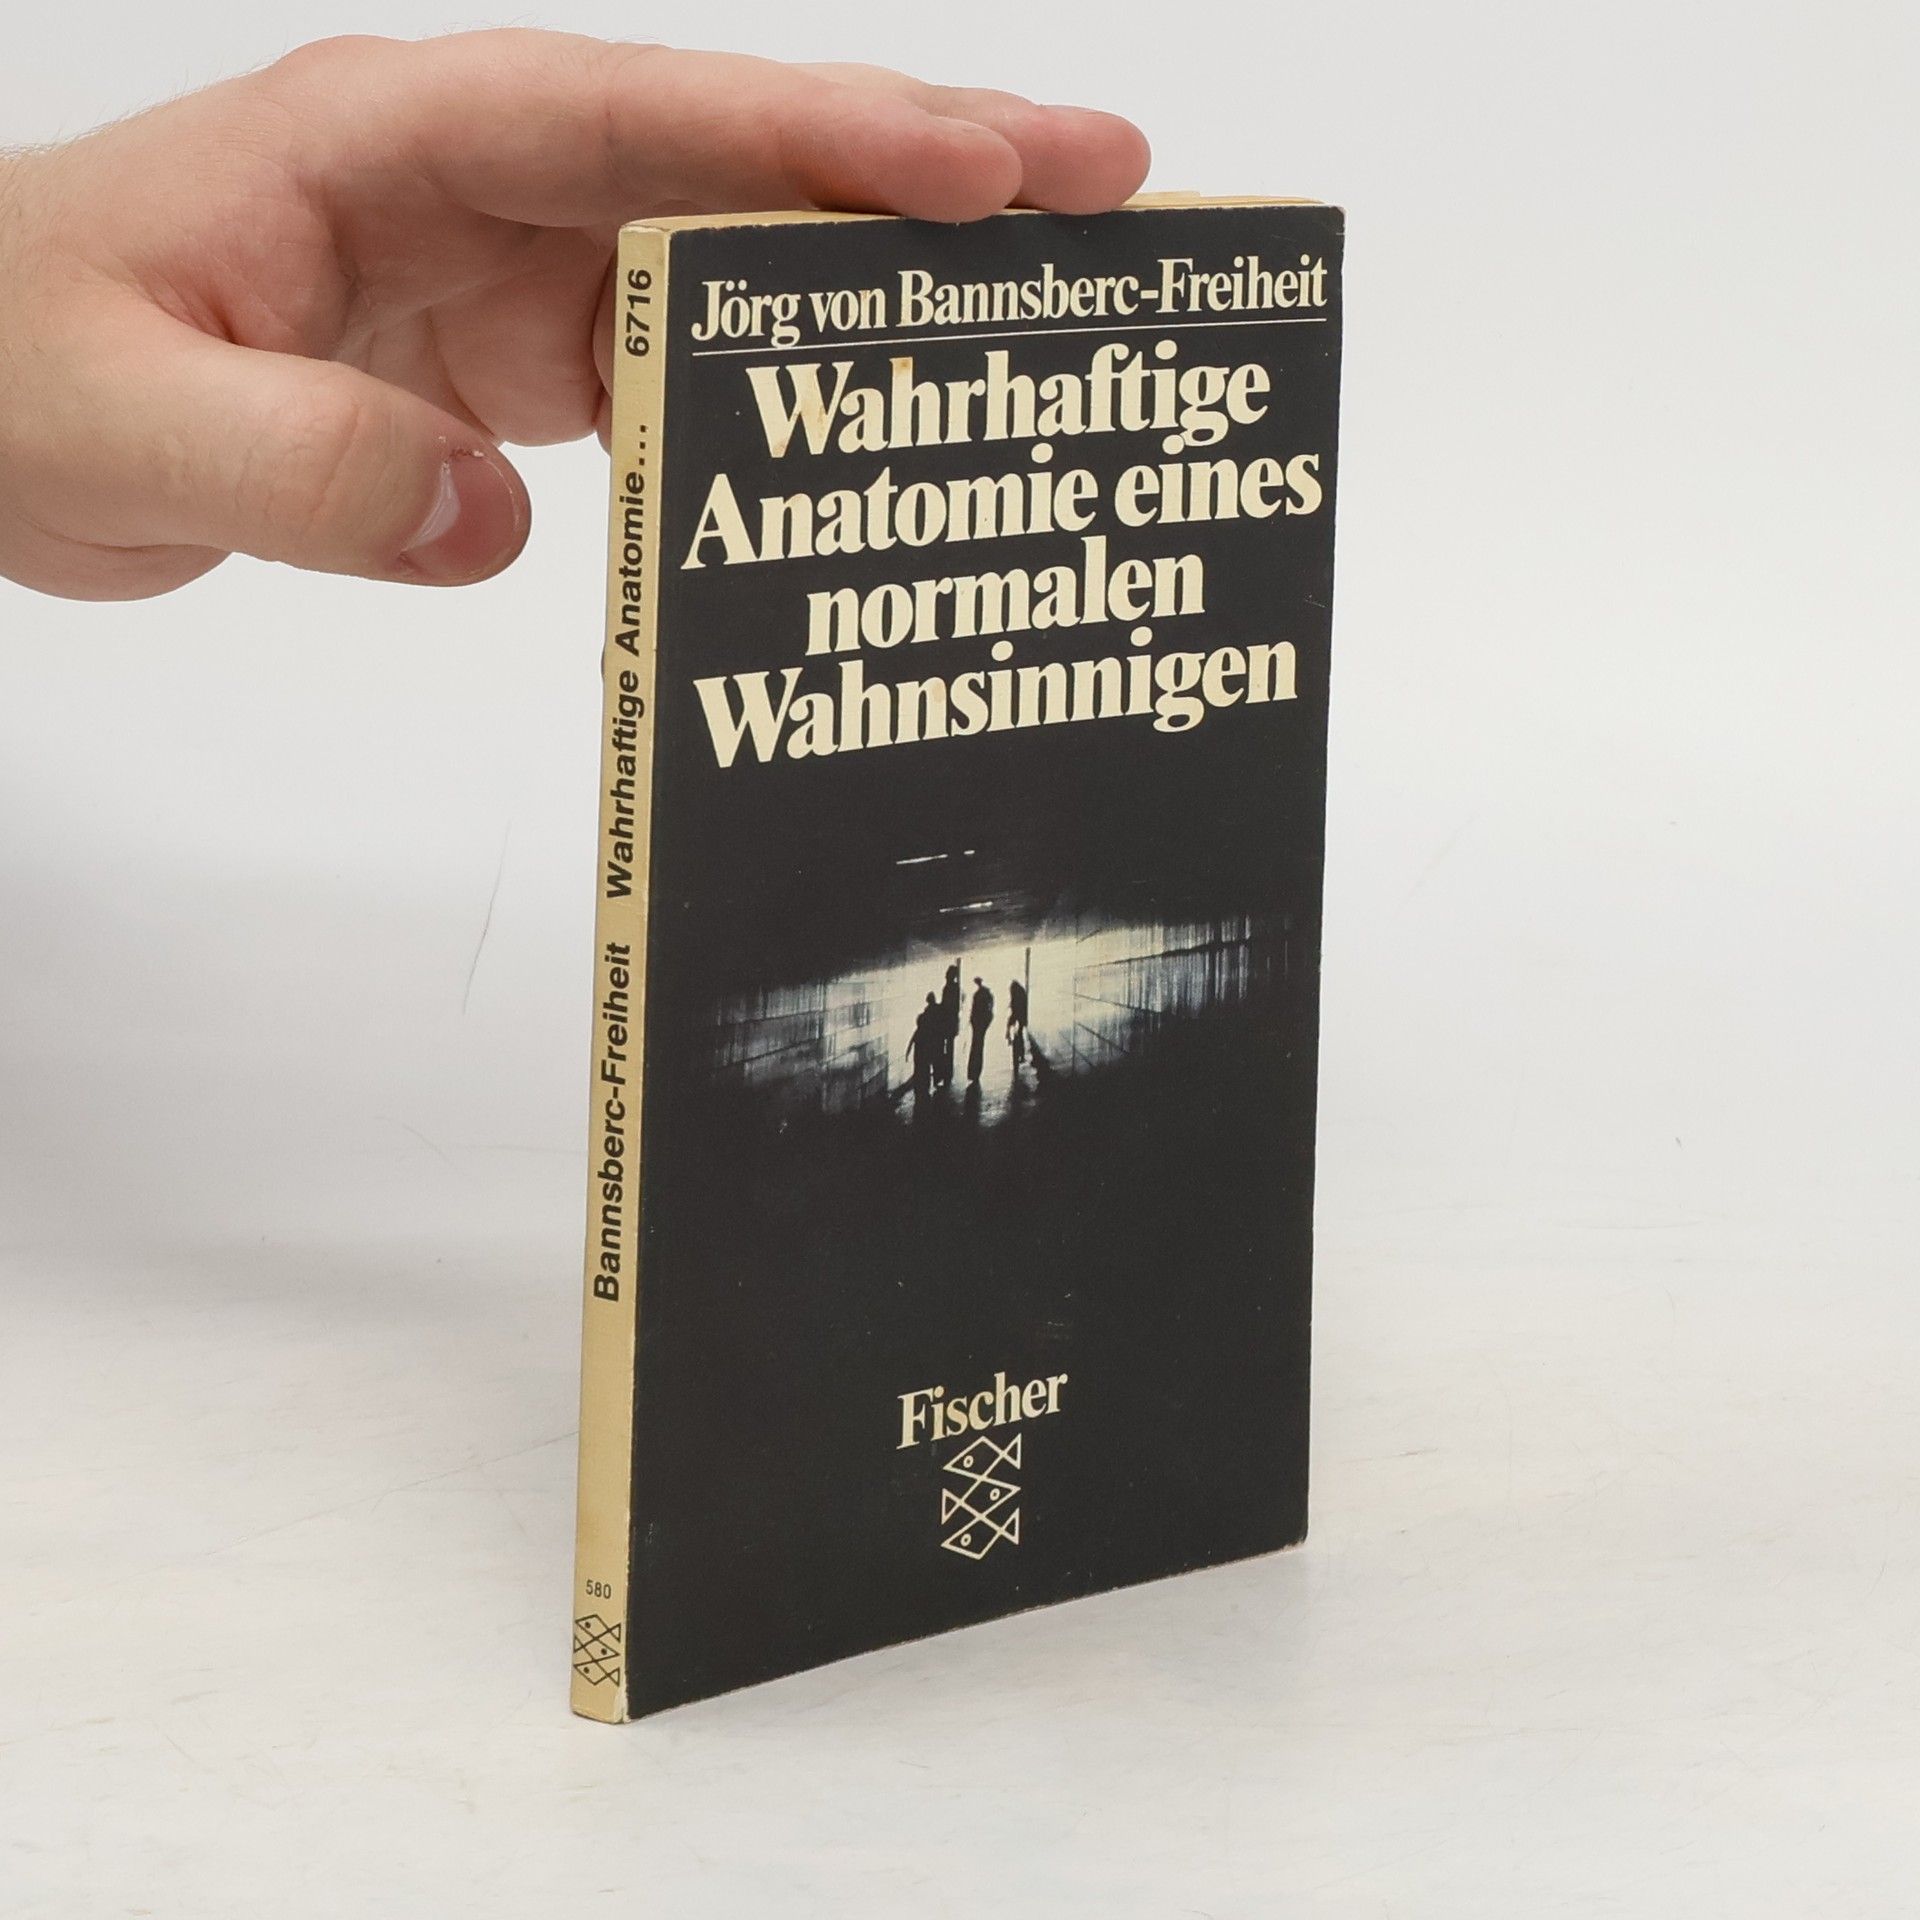 6716
Bannsberc-Freiheit Wahrhaftige Anatomie...
580
Jörg von Bannsberc-Freiheit
Wahrhaftige
Anatomie eines
normalen
Wahnsinnigen
Fischer